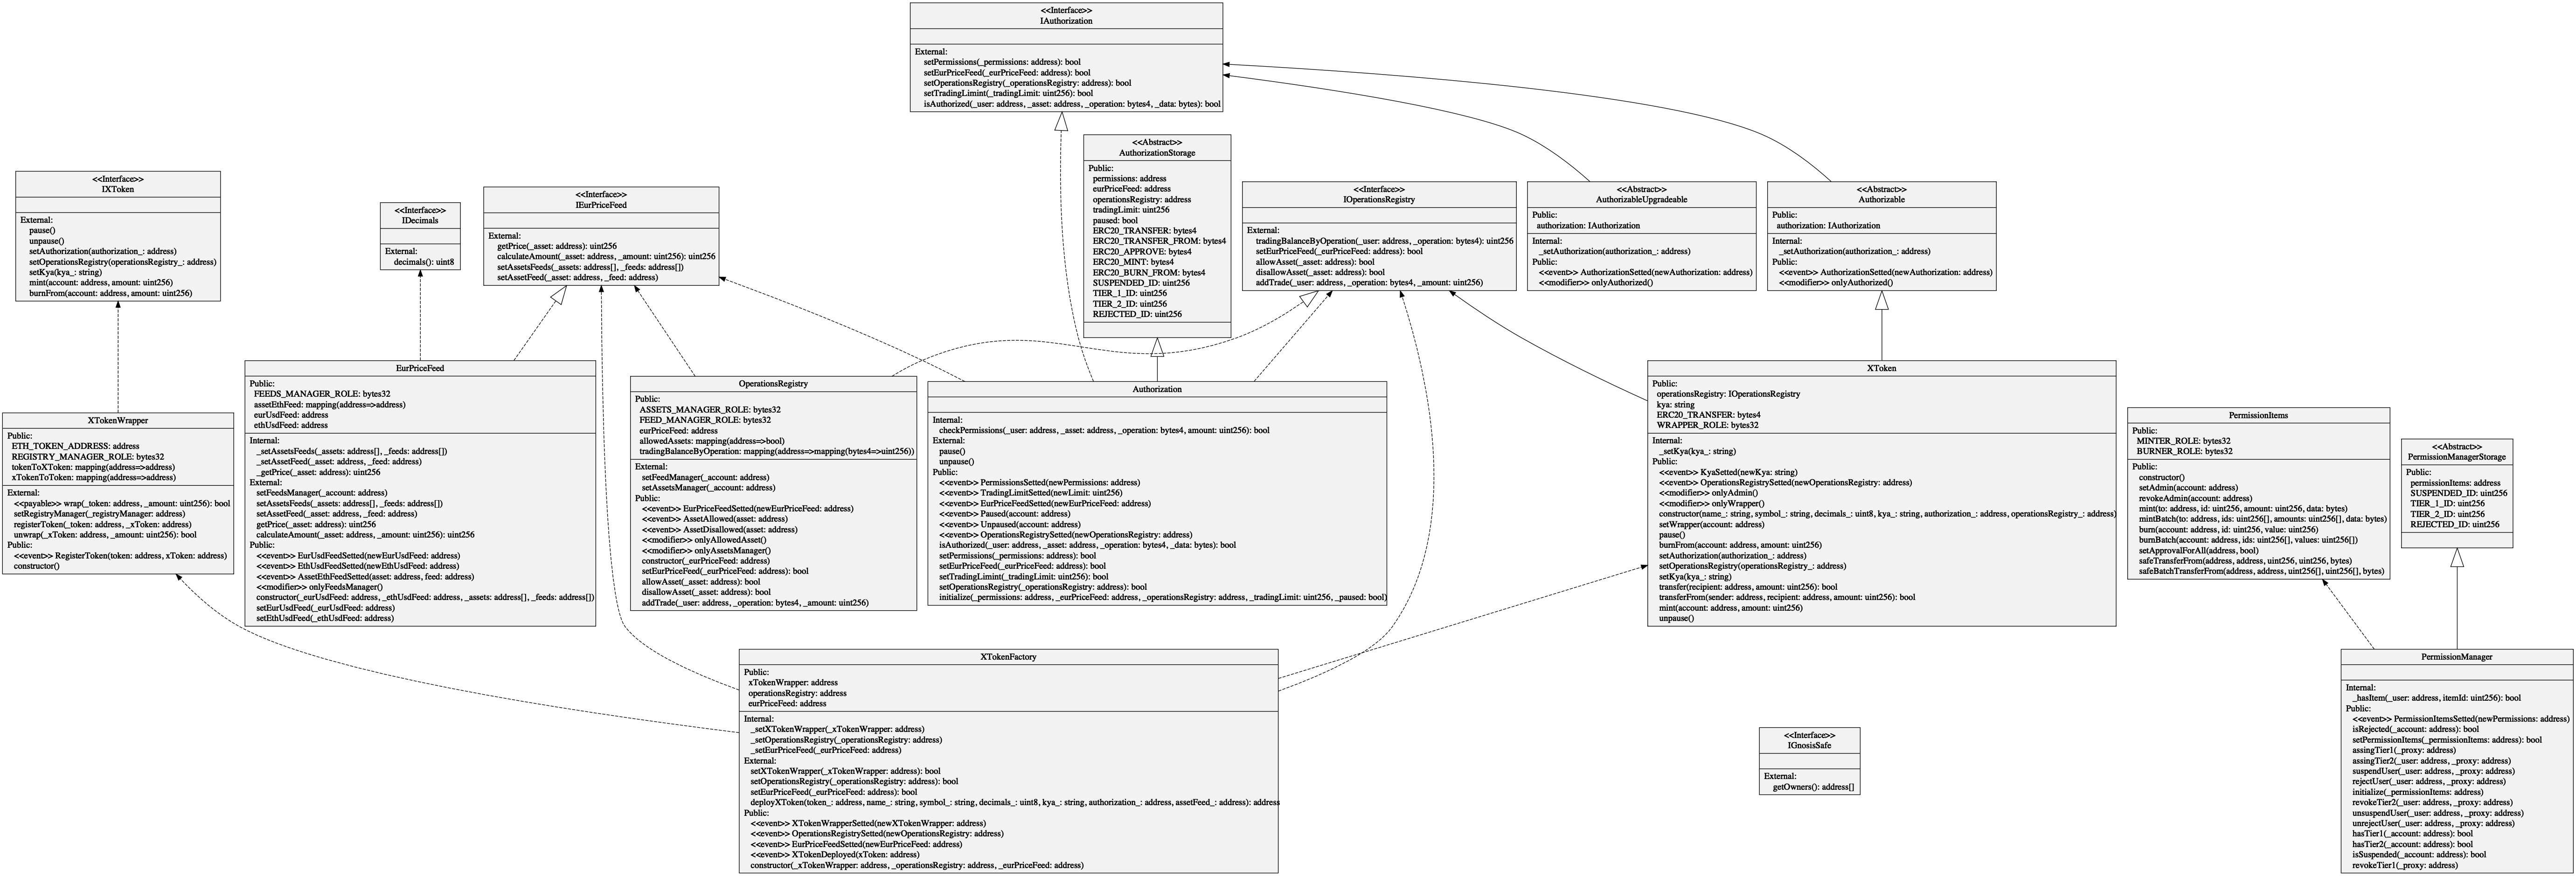 <<Interface>>
IAuthorization
External:
setPermissions(_permissions: address): bool
setEurPriceFeed(_eurPriceFeed: address): bool
setOperationsRegistry(_operationsRegistry: address): bool
setTradingLimint(_tradingLimit: uint256): bool
isAuthorized(_user: address, _asset: address, _operation: bytes4, _data: bytes): bool
<<Abstract>>
AuthorizationStorage
Public:
permissions: address
eurPriceFeed: address
operationsRegistry: address
tradingLimit: uint256
paused: bool
ERC20_TRANSFER: bytes4
ERC20_TRANSFER_FROM: bytes4
ERC20_APPROVE: bytes4
ERC20_MINT: bytes4
ERC20_BURN_FROM: bytes4
SUSPENDED_ID: uint256
TIER_1_ID: uint256
TIER_2_ID: uint256
REJECTED_ID: uint256
<<Interface>>
IXToken
External:
pause()
unpause()
setAuthorization(authorization_: address)
setOperationsRegistry(operationsRegistry_: address)
setKya(kya_: string)
mint(account: address, amount: uint256)
burnFrom(account: address, amount: uint256)
<<Interface>>
IDecimals
External:
decimals(): uint8
<<Interface>>
IEurPriceFeed
External:
getPrice(_asset: address): uint256
calculateAmount(_asset: address, _amount: uint256): uint256
setAssetsFeeds(_assets: address[], _feeds: address[])
setAssetFeed(_asset: address, _feed: address)
<<Interface>>
IOperationsRegistry
External:
tradingBalanceByOperation(_user: address, _operation: bytes4): uint256
setEurPriceFeed(_eurPriceFeed: address): bool
allowAsset(_asset: address): bool
disallowAsset(_asset: address): bool
addTrade(_user: address, _operation: bytes4, _amount: uint256)
<<Abstract>>
AuthorizableUpgradeable
Public:
authorization: IAuthorization
Internal:
_setAuthorization(authorization_: address)
Public:
<<event>> AuthorizationSetted(newAuthorization: address)
<<modifier>> onlyAuthorized()
<<Abstract>>
Authorizable
Public:
authorization: IAuthorization
Internal:
_setAuthorization(authorization_: address)
Public:
<<event>> AuthorizationSetted(newAuthorization: address)
<<modifier>> onlyAuthorized()
XTokenWrapper
Public:
ETH_TOKEN_ADDRESS: address
REGISTRY_MANAGER_ROLE: bytes32
tokenToXToken: mapping(address=>address)
xTokenToToken: mapping(address=>address)
External:
<<payable>> wrap(_token: address, _amount: uint256): bool
setRegistryManager(_registryManager: address)
registerToken(_token: address, _xToken: address)
unwrap(_xToken: address, _amount: uint256): bool
Public:
<<event>> RegisterToken(token: address, xToken: address)
constructor()
EurPriceFeed
Public:
FEEDS_MANAGER_ROLE: bytes32
assetEthFeed: mapping(address=>address)
eurUsdFeed: address
ethUsdFeed: address
Internal:
_setAssetsFeeds(_assets: address[], _feeds: address[])
_setAssetFeed(_asset: address, _feed: address)
_getPrice(_asset: address): uint256
External:
setFeedsManager(_account: address)
setAssetsFeeds(_assets: address[], _feeds: address[])
setAssetFeed(_asset: address, _feed: address)
getPrice(_asset: address): uint256
calculateAmount(_asset: address, _amount: uint256): uint256
Public:
<<event>> EurUsdFeedSetted(newEurUsdFeed: address)
<<event>> EthUsdFeedSetted(newEthUsdFeed: address)
<<event>> AssetEthFeedSetted(asset: address, feed: address)
<<modifier>> onlyFeedsManager()
constructor(_eurUsdFeed: address, _ethUsdFeed: address, _assets: address[], _feeds: address[])
setEurUsdFeed(_eurUsdFeed: address)
setEthUsdFeed(_ethUsdFeed: address)
OperationsRegistry
Public:
ASSETS_MANAGER_ROLE: bytes32
FEED_MANAGER_ROLE: bytes32
eurPriceFeed: address
allowedAssets: mapping(address=>bool)
tradingBalanceByOperation: mapping(address=>mapping(bytes4=>uint256))
External:
setFeedManager(_account: address)
setAssetsManager(_account: address)
Public:
<<event>> EurPriceFeedSetted(newEurPriceFeed: address)
<<event>> AssetAllowed(asset: address)
<<event>> AssetDisallowed(asset: address)
<<modifier>> onlyAllowedAsset()
<<modifier>> onlyAssetsManager()
constructor(_eurPriceFeed: address)
setEurPriceFeed(_eurPriceFeed: address): bool
allowAsset(_asset: address): bool
disallowAsset(_asset: address): bool
addTrade(_user: address, _operation: bytes4, _amount: uint256)
Authorization
Internal:
checkPermissions(_user: address, _asset: address, _operation: bytes4, amount: uint256): bool
External:
pause()
unpause()
Public:
<<event>> PermissionsSetted(newPermissions: address)
<<event>> TradingLimitSetted(newLimit: uint256)
<<event>> EurPriceFeedSetted(newEurPriceFeed: address)
<<event>> Paused(account: address)
<<event>> Unpaused(account: address)
<<event>> OperationsRegistrySetted(newOperationsRegistry: address)
isAuthorized(_user: address, _asset: address, _operation: bytes4, _data: bytes): bool
setPermissions(_permissions: address): bool
setEurPriceFeed(_eurPriceFeed: address): bool
setTradingLimint(_tradingLimit: uint256): bool
setOperationsRegistry(_operationsRegistry: address): bool
initialize(_permissions: address, _eurPriceFeed: address, _operationsRegistry: address, _tradingLimit: uint256, _paused: bool)
XToken
Public:
operationsRegistry: IOperationsRegistry
kya: string
ERC20_TRANSFER: bytes4
WRAPPER_ROLE: bytes32
Internal:
_setKya(kya_: string)
Public:
<<event>> KyaSetted(newKya: string)
<<event>> OperationsRegistrySetted(newOperationsRegistry: address)
<<modifier>> onlyAdmin()
<<modifier>> onlyWrapper()
constructor(name_: string, symbol_: string, decimals_: uint8, kya_: string, authorization_: address, operationsRegistry_: address)
setWrapper(account: address)
pause()
burnFrom(account: address, amount: uint256)
setAuthorization(authorization_: address)
setOperationsRegistry(operationsRegistry_: address)
setKya(kya_: string)
transfer(recipient: address, amount: uint256): bool
transferFrom(sender: address, recipient: address, amount: uint256): bool
mint(account: address, amount: uint256)
unpause()
PermissionItems
Public:
MINTER_ROLE: bytes32
BURNER_ROLE: bytes32
Public:
constructor()
setAdmin(account: address)
revokeAdmin(account: address)
mint(to: address, id: uint256, amount: uint256, data: bytes)
mintBatch(to: address, ids: uint256[], amounts: uint256[], data: bytes)
burn(account: address, id: uint256, value: uint256)
burnBatch(account: address, ids: uint256[], values: uint256[])
setApprovalForAll(address, bool)
safeTransferFrom(address, address, uint256, uint256, bytes)
safeBatchTransferFrom(address, address, uint256[], uint256[], bytes)
<<Abstract>>
PermissionManagerStorage
Public:
permissionItems: address
SUSPENDED_ID: uint256
TIER_1_ID: uint256
TIER_2_ID: uint256
REJECTED_ID: uint256
XTokenFactory
Public:
xTokenWrapper: address
operationsRegistry: address
eurPriceFeed: address
Internal:
_setXTokenWrapper(_xTokenWrapper: address)
_setOperationsRegistry(_operationsRegistry: address)
_setEurPriceFeed(_eurPriceFeed: address)
External:
setXTokenWrapper(_xTokenWrapper: address): bool
setOperationsRegistry(_operationsRegistry: address): bool
setEurPriceFeed(_eurPriceFeed: address): bool
deployXToken(token_: address, name_: string, symbol_: string, decimals_: uint8, kya_: string, authorization_: address, assetFeed_: address): address
Public:
<<event>> XTokenWrapperSetted(newXTokenWrapper: address)
<<event>> OperationsRegistrySetted(newOperationsRegistry: address)
<<event>> EurPriceFeedSetted(newEurPriceFeed: address)
<<event>> XTokenDeployed(xToken: address)
constructor(_xTokenWrapper: address, _operationsRegistry: address, _eurPriceFeed: address)
<<Interface>>
IGnosisSafe
External:
getOwners(): address[]
PermissionManager
Internal:
_hasItem(_user: address, itemId: uint256): bool
Public:
<<event>> PermissionItemsSetted(newPermissions: address)
isRejected(_account: address): bool
setPermissionItems(_permissionItems: address): bool
assingTier1(_proxy: address)
assingTier2(_user: address, _proxy: address)
suspendUser(_user: address, _proxy: address)
rejectUser(_user: address, _proxy: address)
initialize(_permissionItems: address)
revokeTier2(_user: address, _proxy: address)
unsuspendUser(_user: address, _proxy: address)
unrejectUser(_user: address, _proxy: address)
hasTier1(_account: address): bool
hasTier2(_account: address): bool
isSuspended(_account: address): bool
revokeTier1(_proxy: address)